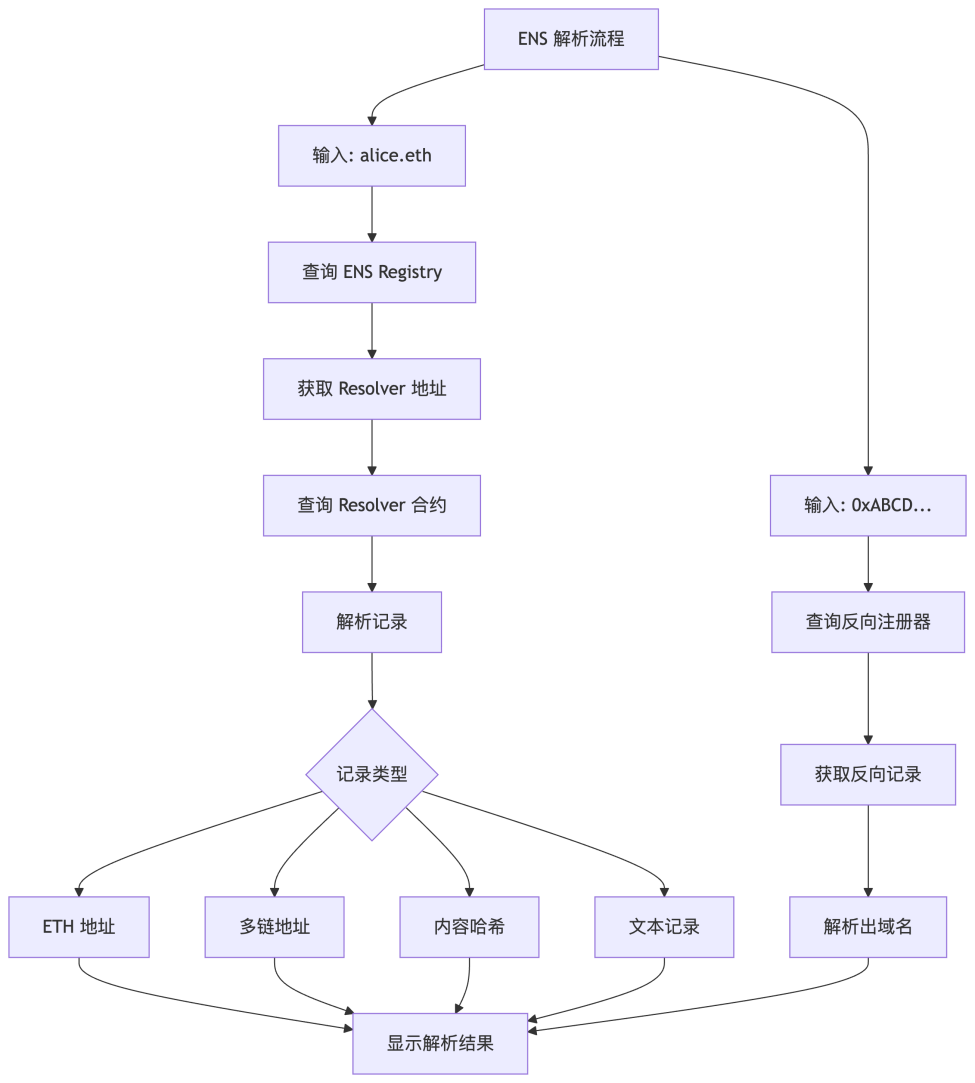 ENS 解析流程
输入: alice.eth
查询 ENS Registry
获取 Resolver 地址
查询 Resolver 合约
输入: 0xABCD...
解析记录
查询反向注册器
记录类型
获取反向记录
ETH 地址
多链地址
内容哈希
文本记录
解析出域名
显示解析结果